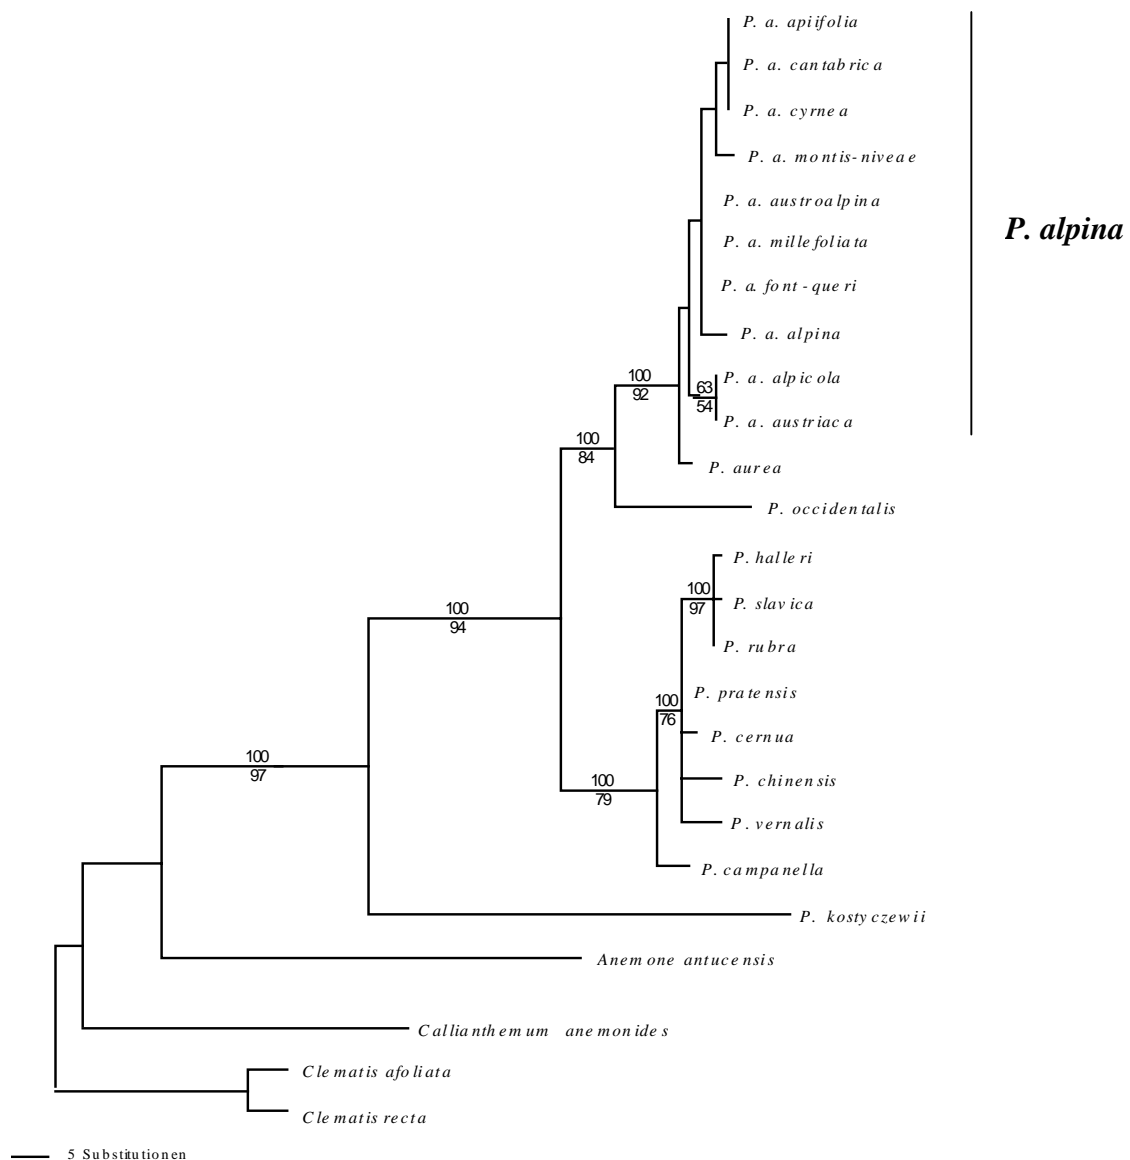 P. a. apiifolia
P. a. cantabrica
P. a. cyrnea
P. a. montis-niveae
P. a. austroalpina
P. alpina
P. a. millefoliata
P. a. font-queri
P. a. alpina
100
92
63
54
P. a. alpicola
P. a. austriaca
100
84
P. aurea
P. occidentalis
P. halleri
100
97
P. slavica
100
94
P. rubra
P. pratensis
100
76
P. cernua
100
97
100
79
P. chinensis
P. vernalis
P. campanella
P. kostyczewii
Anemone antucensis
Callianthemum anemonides
Clematis afoliata
Clematis recta
5 Substitutionen